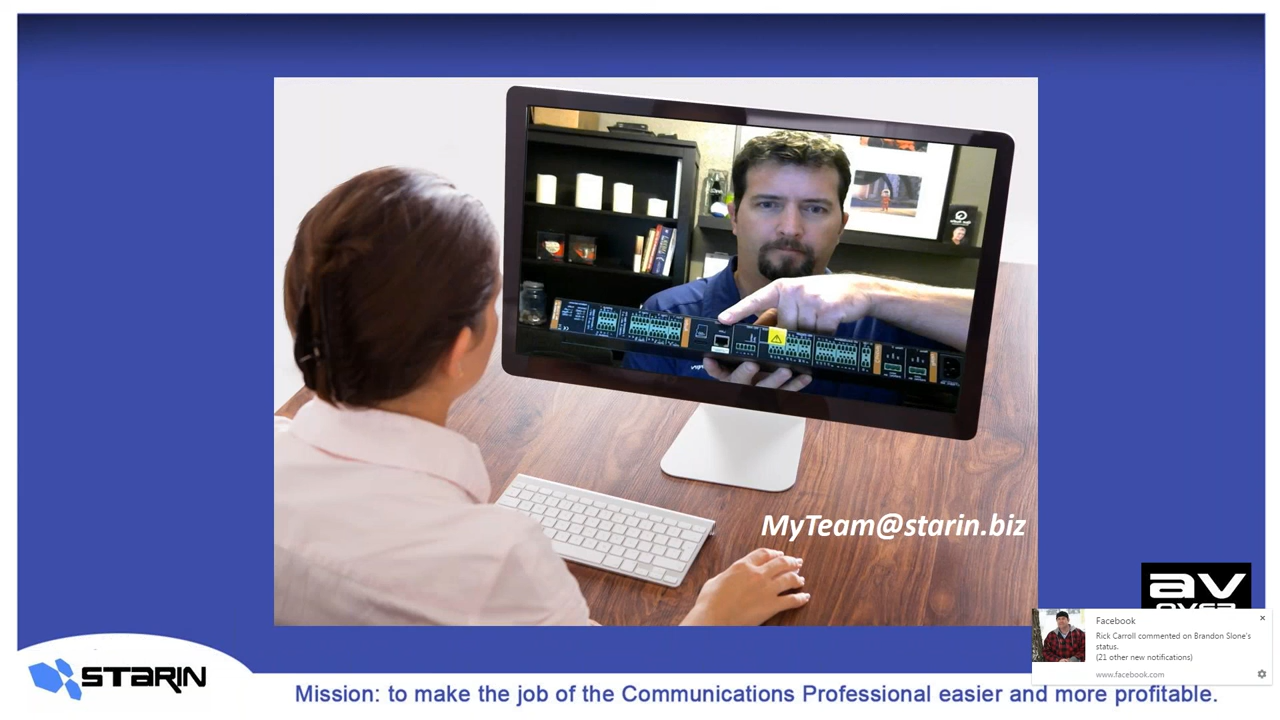 MyTeam@starin.biz
av
Facebook
Rick Carroll commented on Brandon Slone's
status.
(21 other new notifications)
www.facebook.com
STARIN
Mission: to make the job of the Communications Professional easier and more profitable.